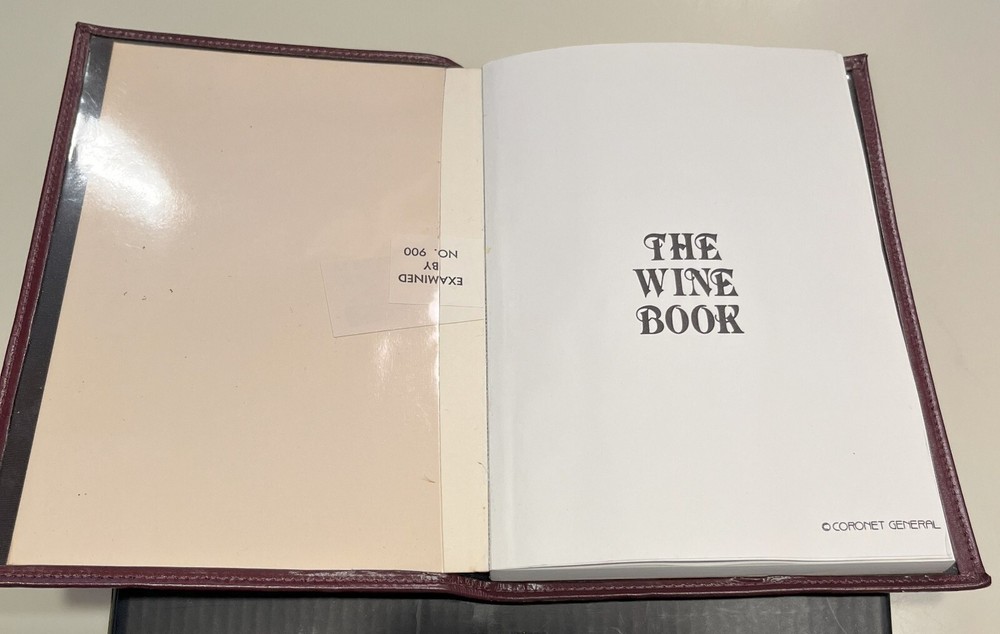 EXAMINED
BY
NO. 900
THE
WINE
BOOK
© CORONET GENERAL